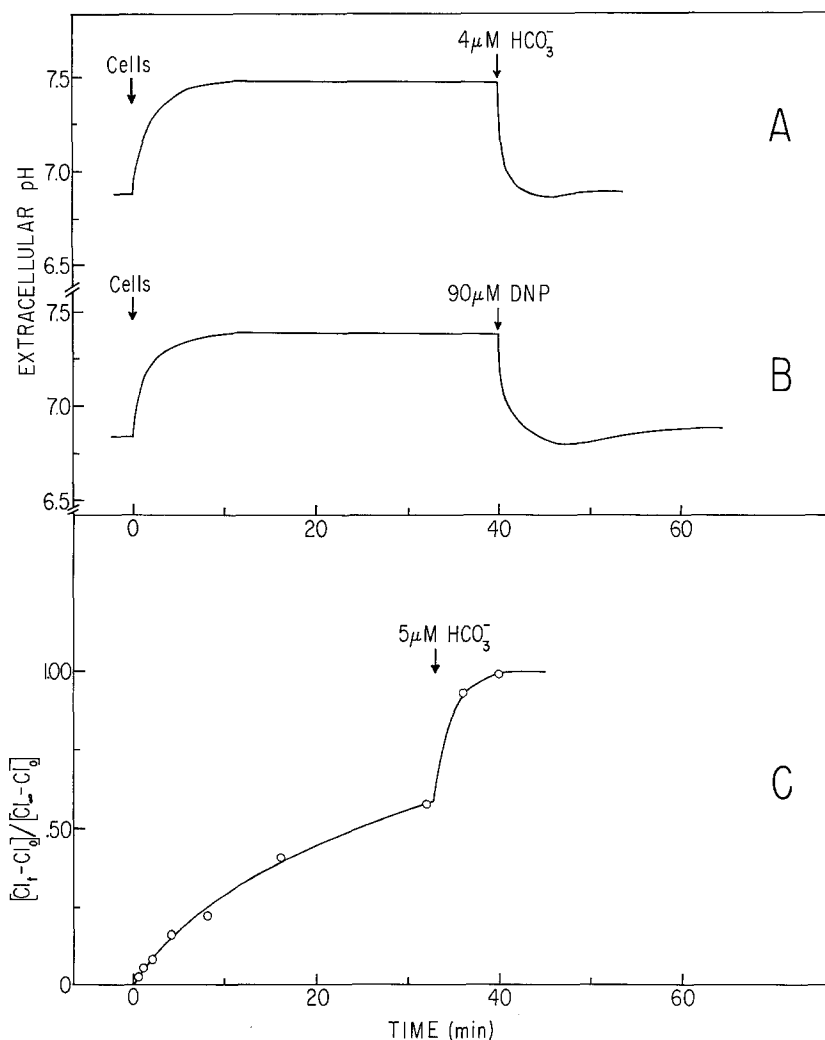 4μM HCO₃⁻
Cells
A
7.5
7.0
6.5
EXTRACELLULAR pH
90μM DNP
Cells
B
7.5
7.0
6.5
0 20 40 60
5μM HCO₃⁻
C
1.00
.50
0
[Clₜ-Cl₀]/[Cl∞-Cl₀]
0 20 40 60
TIME (min)